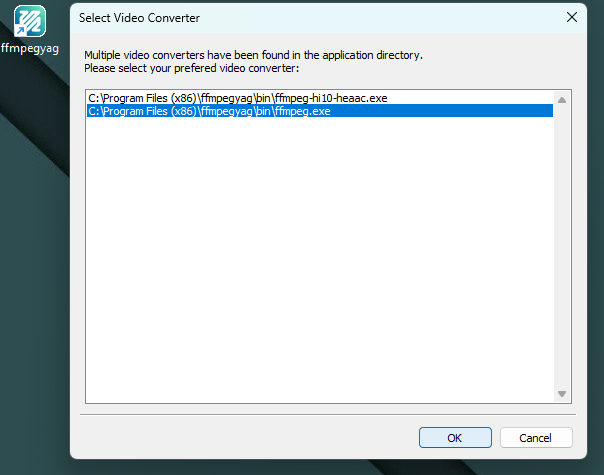 ffmpegyag
Select Video Converter
Multiple video converters have been found in the application directory.
Please select your prefered video converter:
C:\Program Files (x86)\ffmpegyag\bin\ffmpeg-hi10-heaac.exe
C:\Program Files (x86)\ffmpegyag\bin\ffmpeg.exe
OK
Cancel